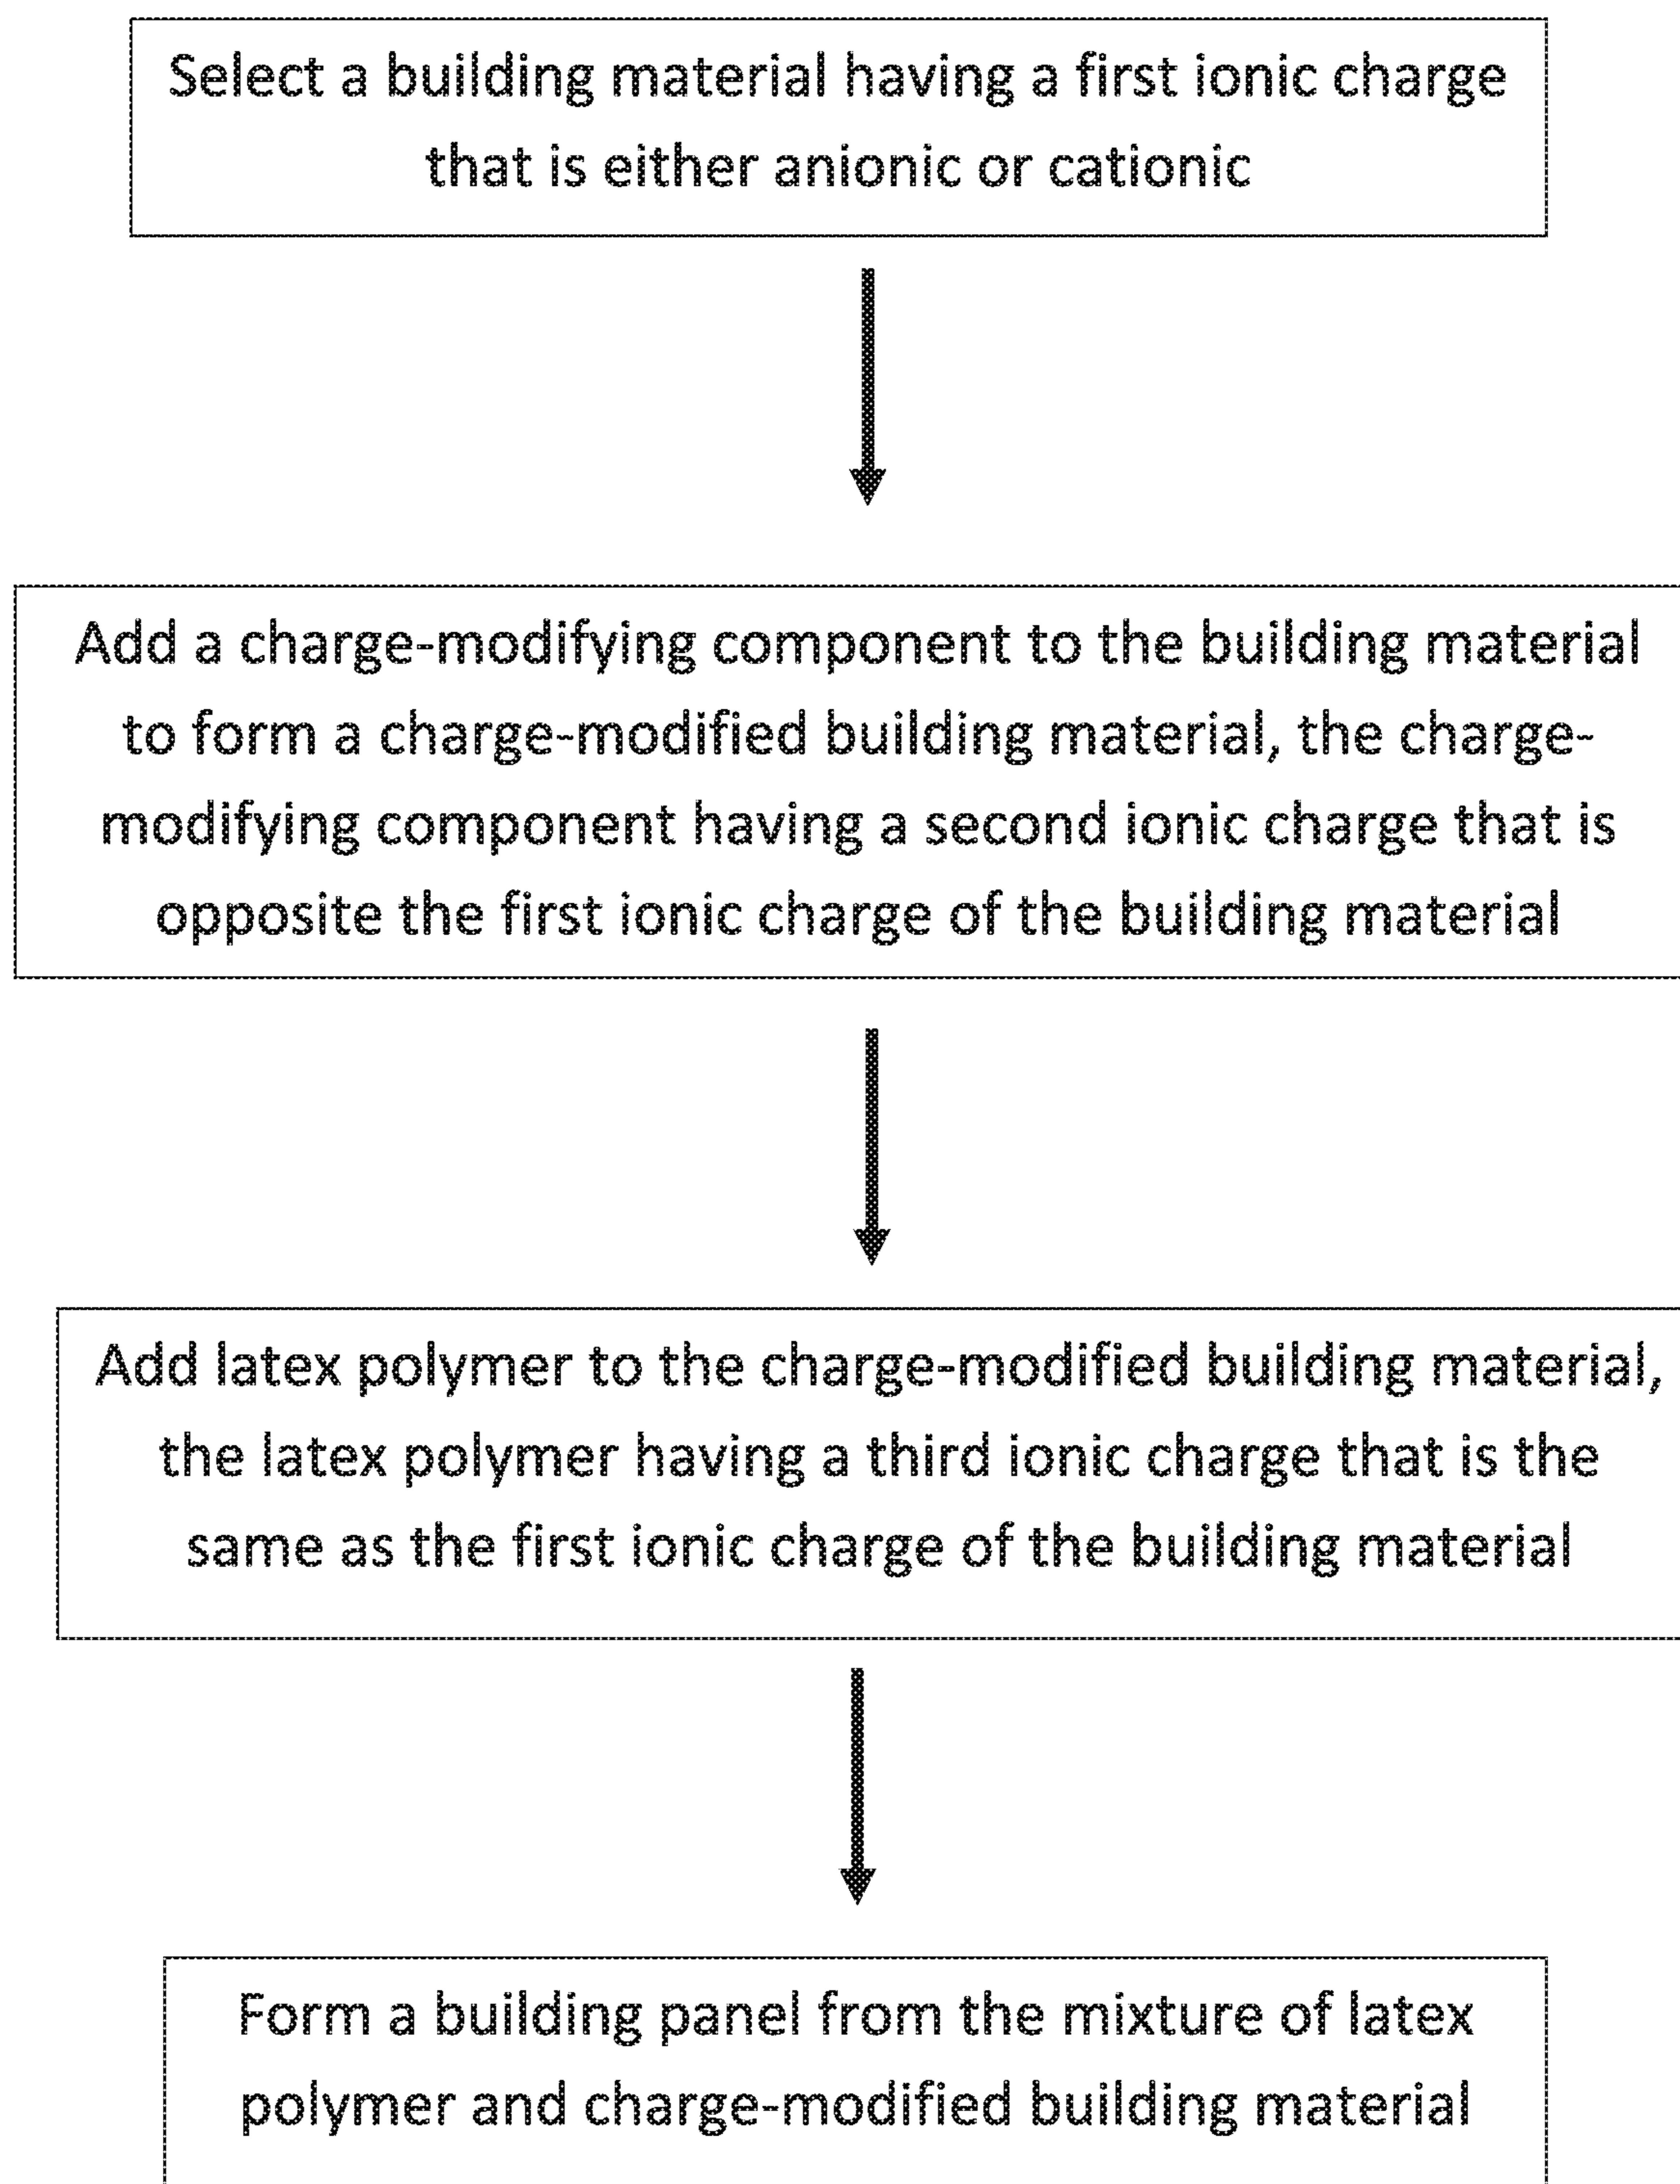 Select a building material having a first ionic charge
that is either anionic or cationic
Add a charge-modifying component to the building material
to form a charge-modified building material, the charge-
modifying component having a second ionic charge that is
opposite the first ionic charge of the building material
Add latex polymer to the charge-modified building material,
the latex polymer having a third ionic charge that is the
same as the first ionic charge of the building material
Form a building panel from the mixture of latex
polymer and charge-modified building material